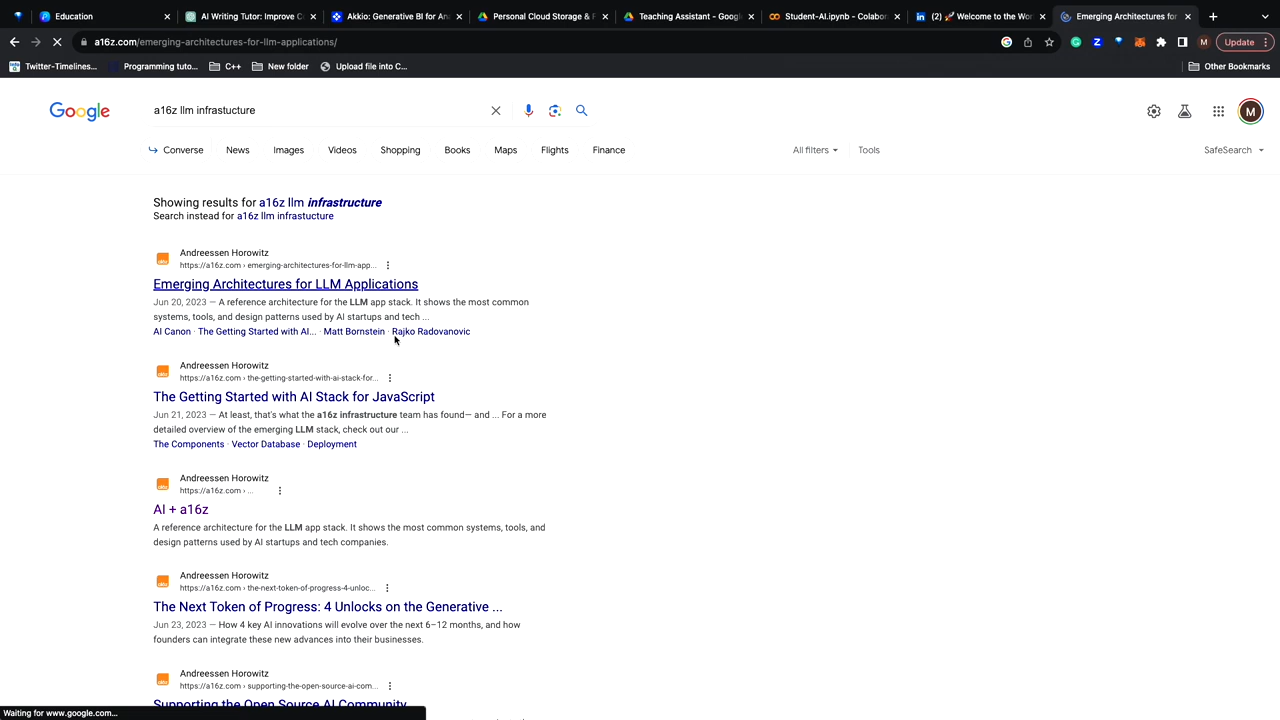 Education
AI Writing Tutor: Improve Co
Akkio: Generative BI for Ana
Personal Cloud Storage & F
Teaching Assistant – Google
Student-AI.ipynb - Colabora
(2) 🚀 Welcome to the Wor
Emerging Architectures for
a16z.com/emerging-architectures-for-llm-applications/
M
Update
Twitter-Timelines...
Programming tuto...
C++
New folder
Upload file into C...
Other Bookmarks
Google
a16z llm infrastucture
M
Converse
News
Images
Videos
Shopping
Books
Maps
Flights
Finance
All filters
Tools
SafeSearch
Showing results for a16z llm infrastructure
Search instead for a16z llm infrastucture
Andreessen Horowitz
https://a16z.com › emerging-architectures-for-llm-app...
Emerging Architectures for LLM Applications
Jun 20, 2023 — A reference architecture for the LLM app stack. It shows the most common
systems, tools, and design patterns used by AI startups and tech ...
AI Canon · The Getting Started with AI... · Matt Bornstein · Rajko Radovanovic
Andreessen Horowitz
https://a16z.com › the-getting-started-with-ai-stack-for...
The Getting Started with AI Stack for JavaScript
Jun 21, 2023 — At least, that's what the a16z infrastructure team has found— and ... For a more
detailed overview of the emerging LLM stack, check out our ...
The Components · Vector Database · Deployment
Andreessen Horowitz
https://a16z.com › ...
AI + a16z
A reference architecture for the LLM app stack. It shows the most common systems, tools, and
design patterns used by AI startups and tech companies.
Andreessen Horowitz
https://a16z.com › the-next-token-of-progress-4-unloc...
The Next Token of Progress: 4 Unlocks on the Generative ...
Jun 23, 2023 — How 4 key AI innovations will evolve over the next 6–12 months, and how
founders can integrate these new advances into their businesses.
Andreessen Horowitz
https://a16z.com › supporting-the-open-source-ai-com...
Supporting the Open Source AI Community
Waiting for www.google.com...